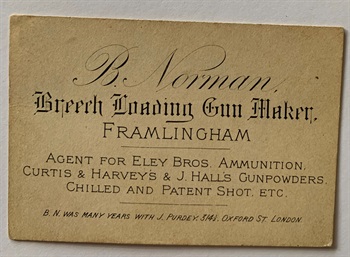 B. Norman,
Breech Loading Gun Maker,
FRAMLINGHAM
AGENT FOR ELEY BROS. AMMUNITION,
CURTIS & HARVEY'S & J. HALL'S GUNPOWDERS.
CHILLED AND PATENT SHOT, ETC.
B. N. WAS MANY YEARS WITH J. PURDEY, 314½, OXFORD ST. LONDON.